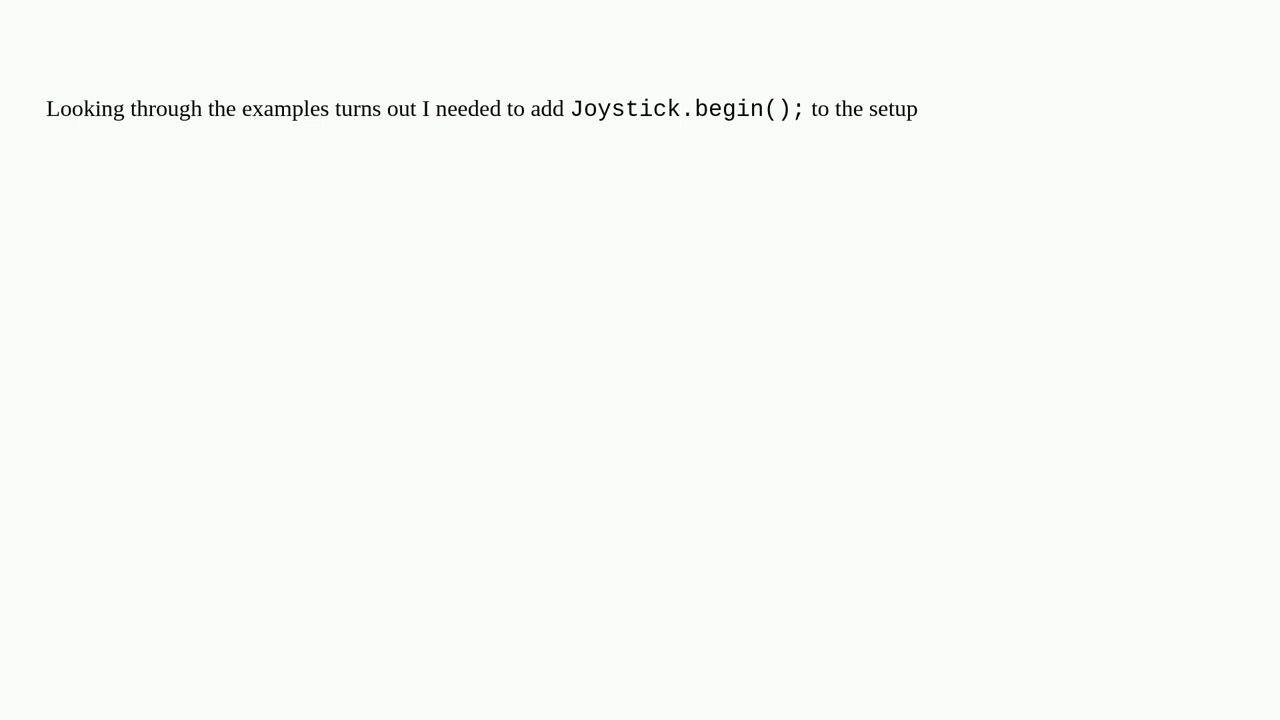 Looking through the examples turns out I needed to add Joystick.begin(); to the setup